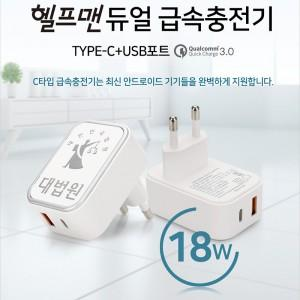 헬프맨 듀얼 급속충전기
TYPE-C+USB포트 Qualcomm Quick Charge 3.0
C타입 급속충전기는 최신 안드로이드 기기들을 완벽하게 지원합니다.
대법원
18W